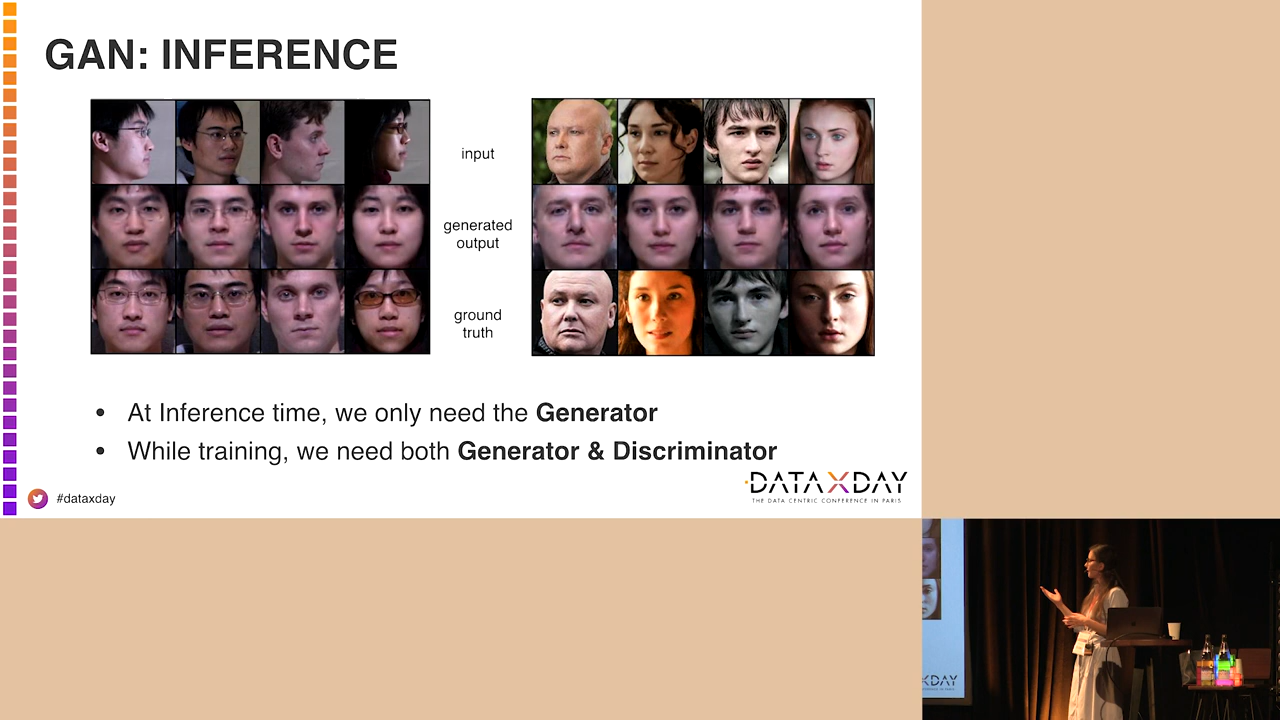 GAN: INFERENCE
input
generated
output
ground
truth
• At Inference time, we only need the Generator
• While training, we need both Generator & Discriminator
#dataxday
DATAXDAY
THE DATA CENTRIC CONFERENCE IN PARIS
XDAY